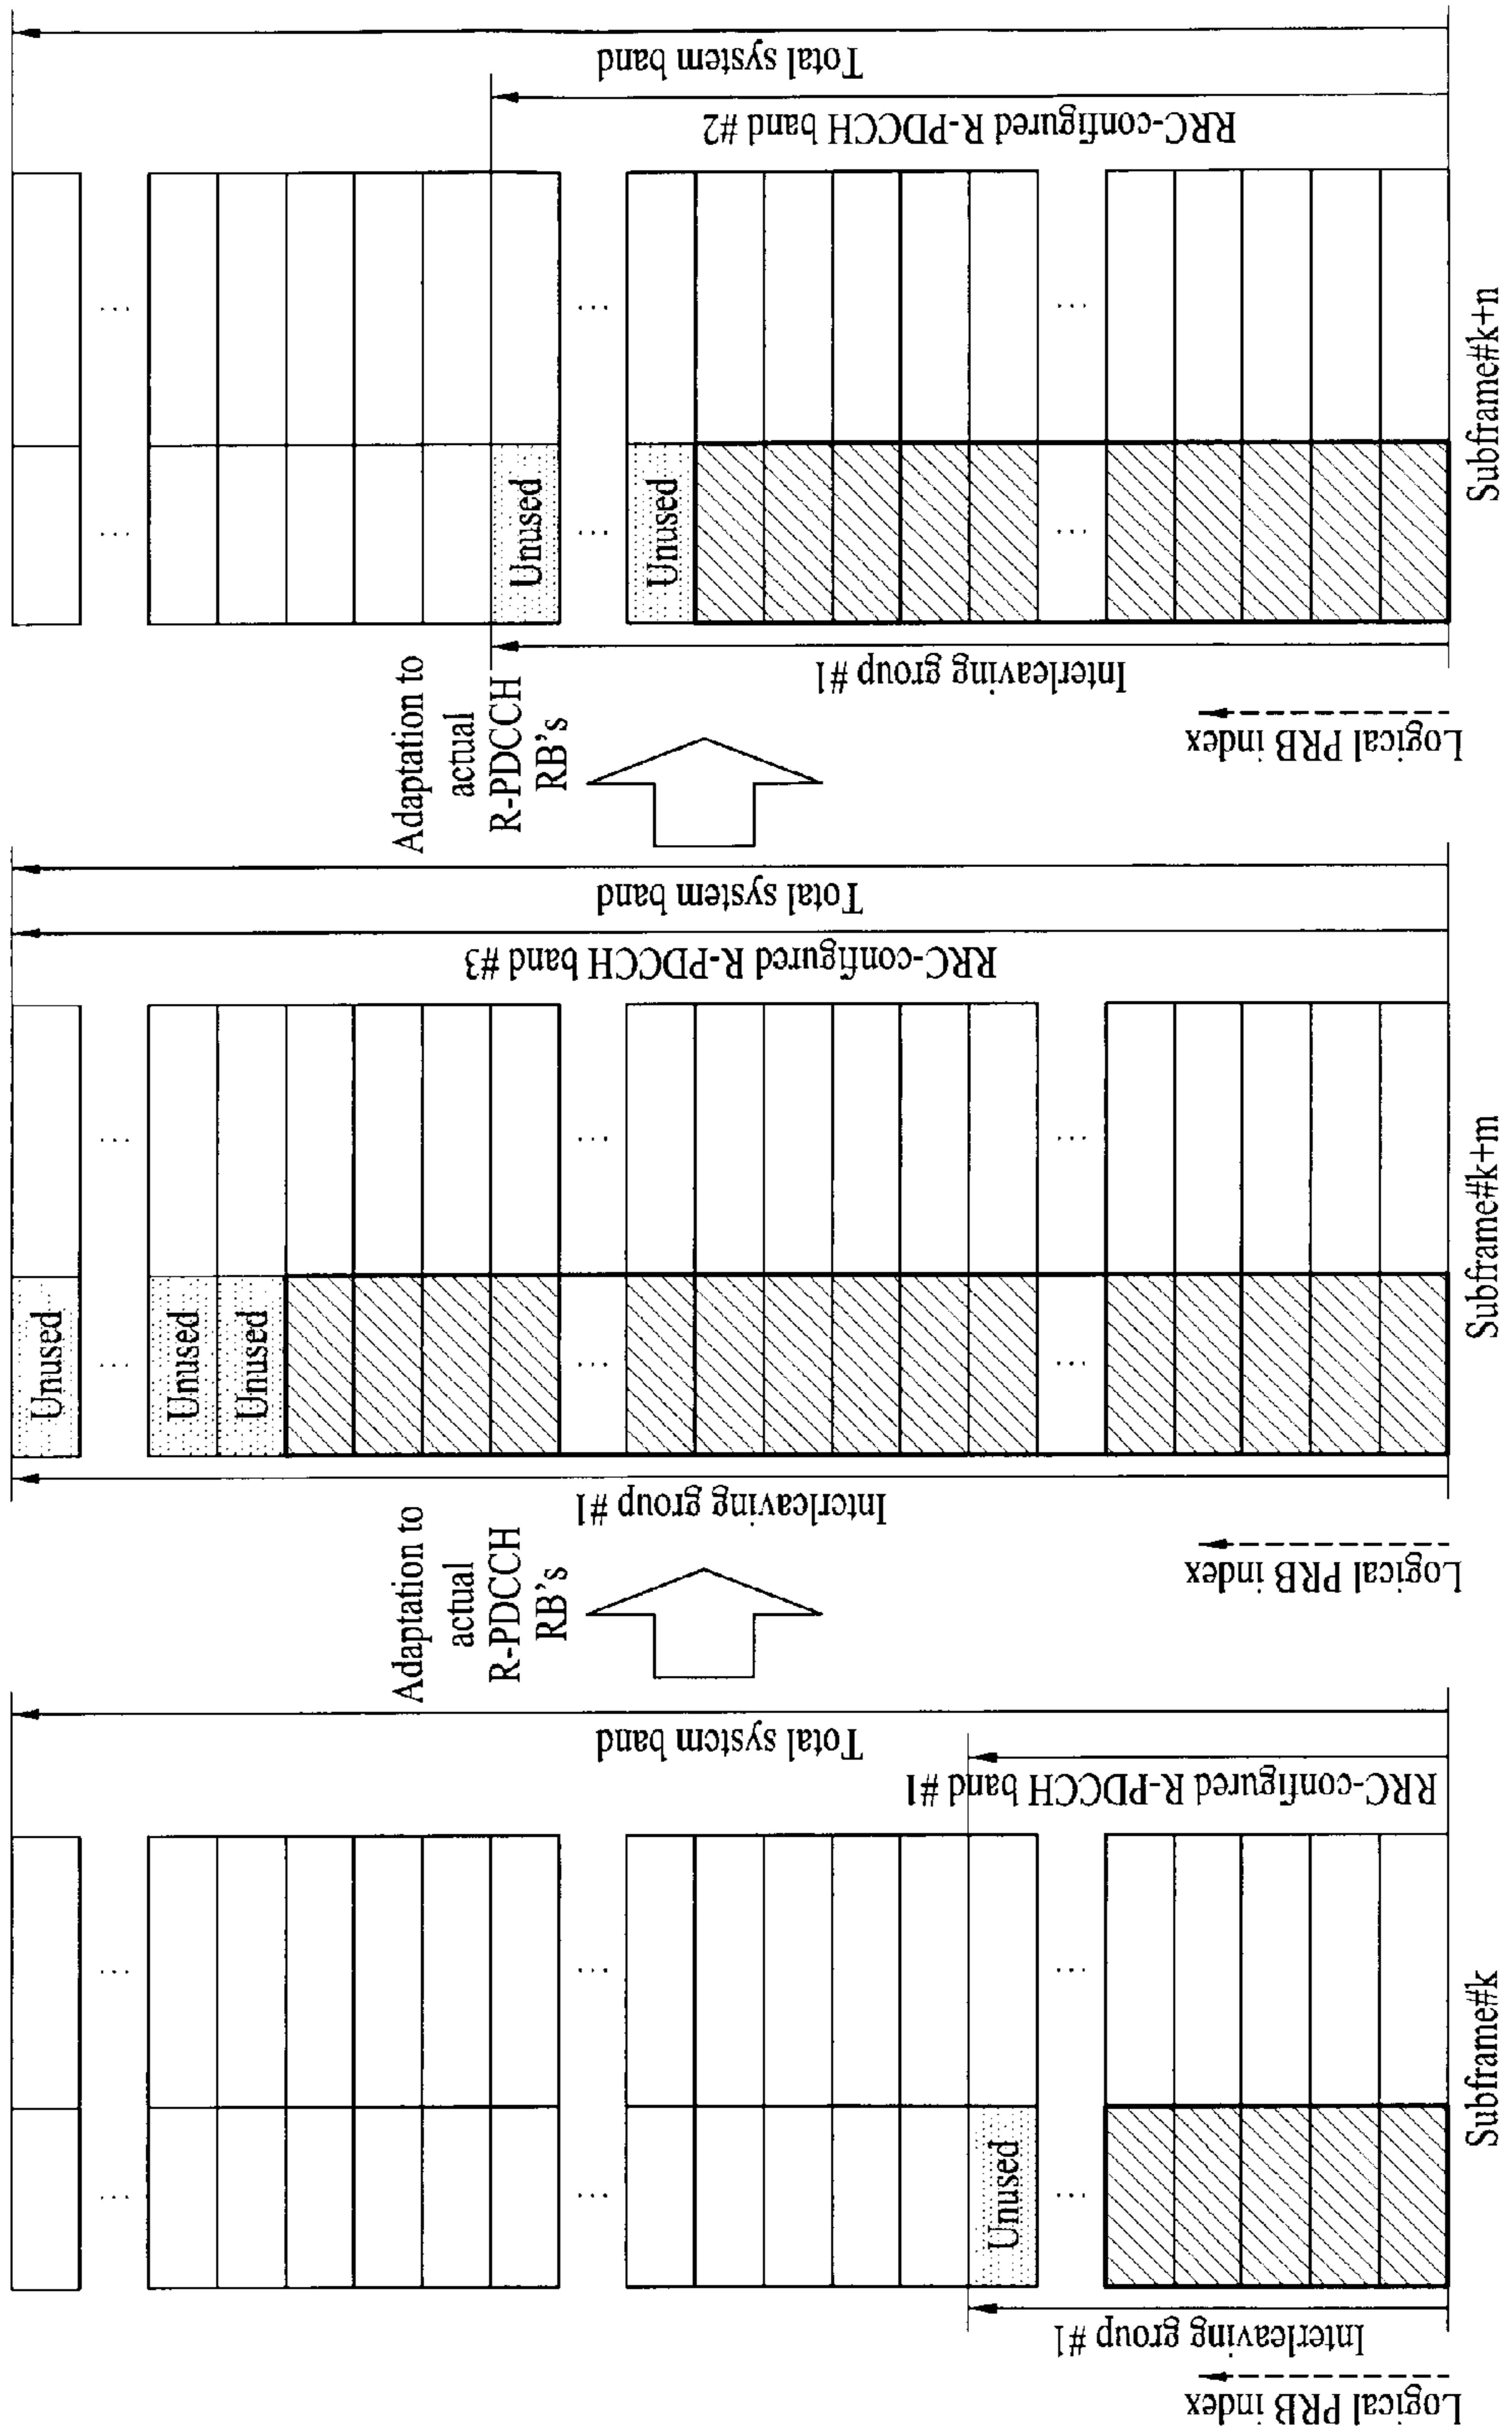 Logical PRB index
Interleaving group #1
Unused
...
...
...
...
...
...
RRC-configured R-PDCCH band #1
Total system band
Subframe#k
Adaptation to
actual
R-PDCCH
RB's
Logical PRB index
Interleaving group #1
Unused
Unused
Unused
...
...
...
...
...
...
RRC-configured R-PDCCH band #3
Total system band
Subframe#k+m
Adaptation to
actual
R-PDCCH
RB's
Logical PRB index
Interleaving group #1
Unused
Unused
...
...
...
...
...
...
RRC-configured R-PDCCH band #2
Total system band
Subframe#k+n